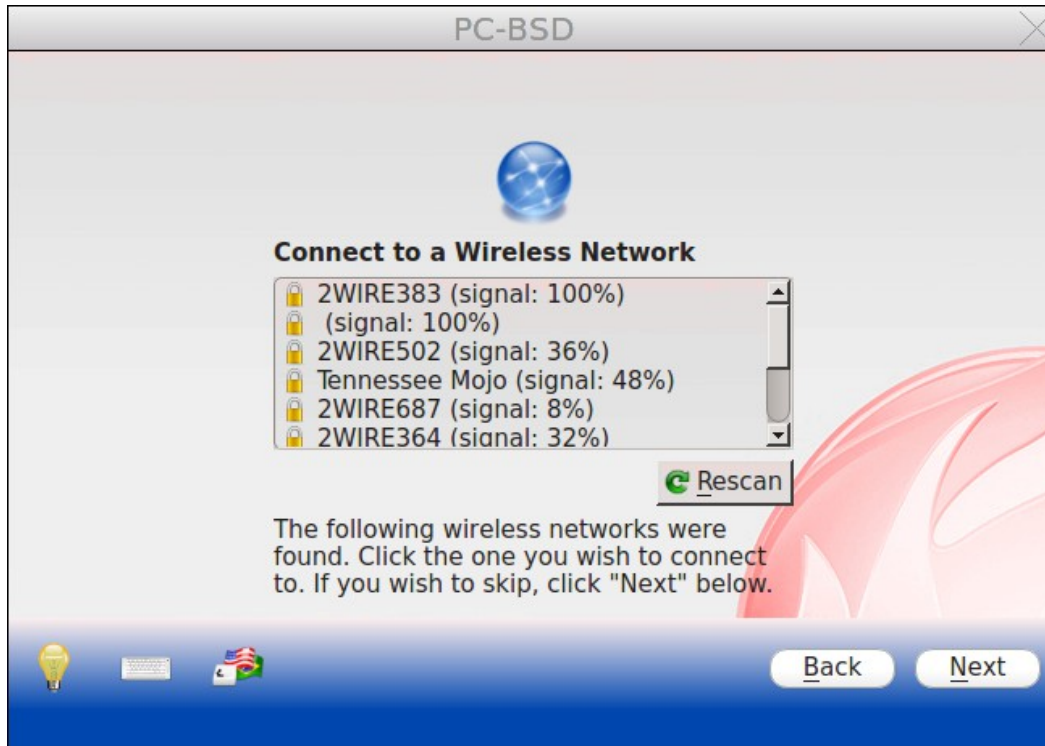 PC-BSD
Connect to a Wireless Network
2WIRE383 (signal: 100%)
(signal: 100%)
2WIRE502 (signal: 36%)
Tennessee Mojo (signal: 48%)
2WIRE687 (signal: 8%)
2WIRE364 (signal: 32%)
Rescan
The following wireless networks were
found. Click the one you wish to connect
to. If you wish to skip, click "Next" below.
Back
Next